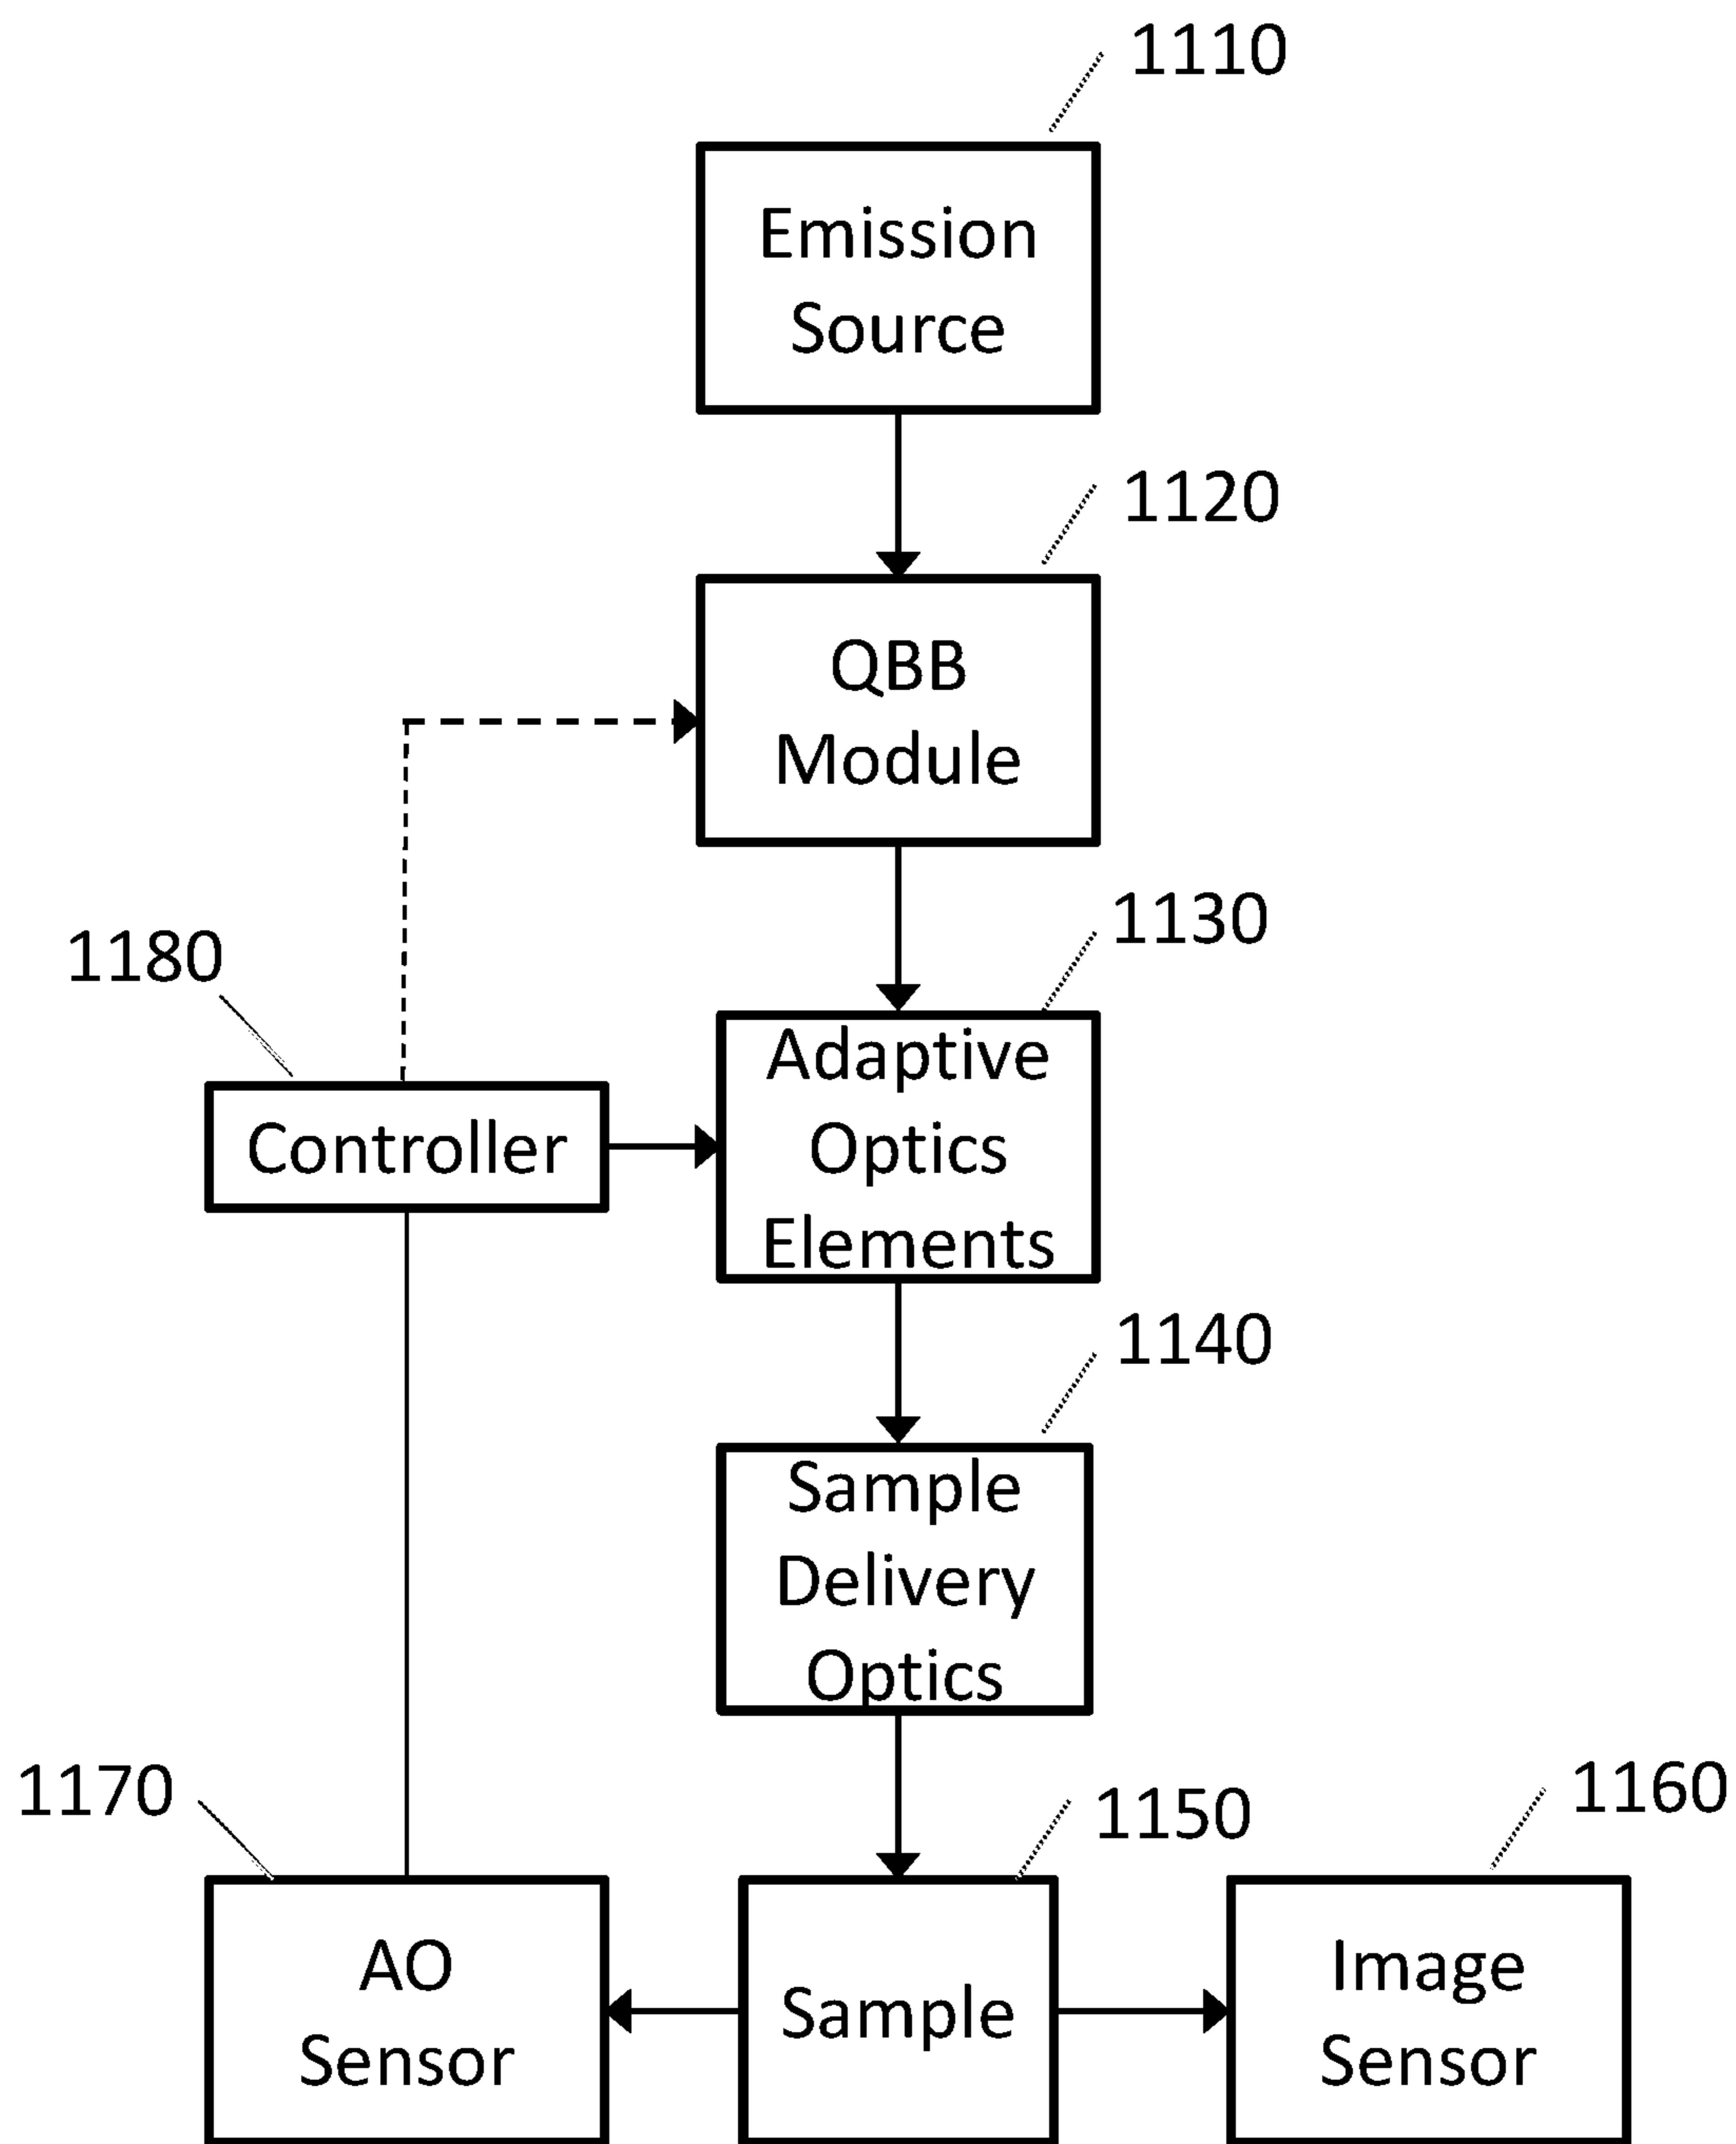 1110
Emission
Source
1120
QBB
Module
1130
1180
Adaptive
Optics
Elements
Controller
1140
Sample
Delivery
Optics
1170
1150
1160
AO
Sensor
Sample
Image
Sensor